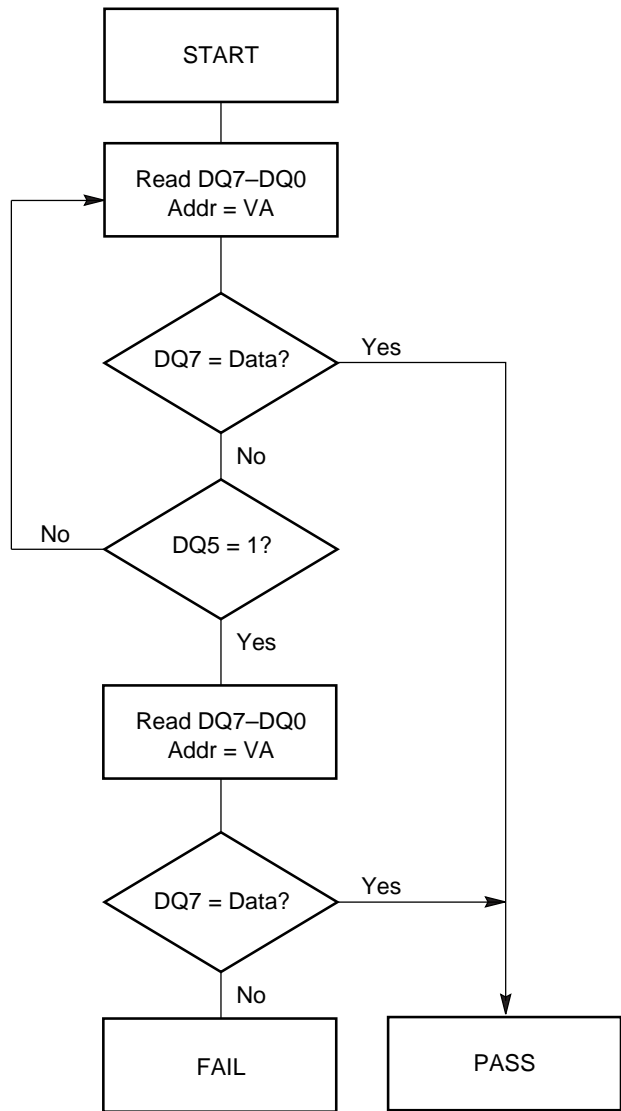 START
Read DQ7–DQ0
Addr = VA
DQ7 = Data?
Yes
No
No
DQ5 = 1?
Yes
Read DQ7–DQ0
Addr = VA
DQ7 = Data?
Yes
No
FAIL
PASS